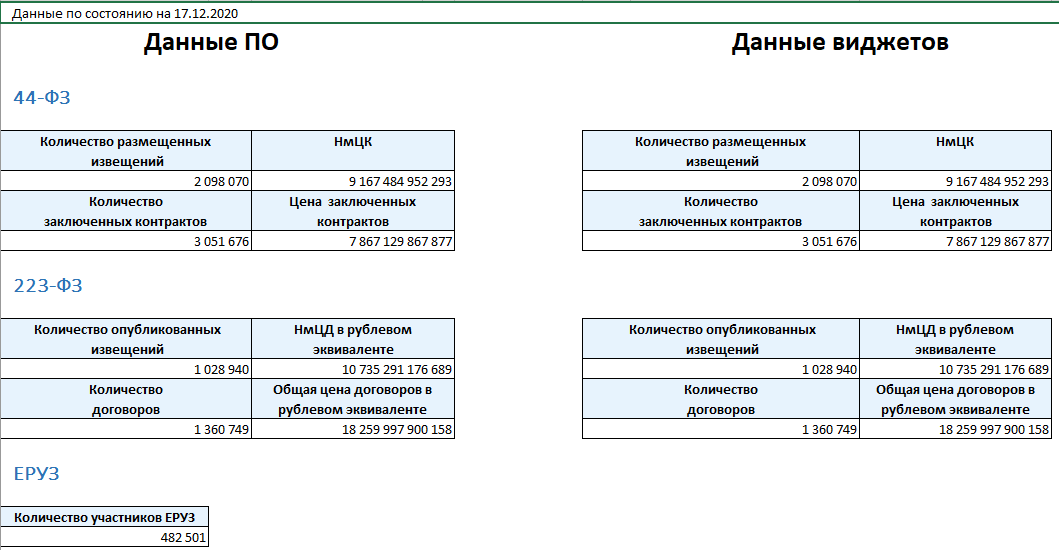 Данные по состоянию на 17.12.2020
Данные ПО
Данные виджетов
44-ФЗ
Количество размещенных
извещений
НмЦК
2 098 070
9 167 484 952 293
Количество
заключенных контрактов
Цена заключенных
контрактов
3 051 676
7 867 129 867 877
Количество размещенных
извещений
НмЦК
2 098 070
9 167 484 952 293
Количество
заключенных контрактов
Цена заключенных
контрактов
3 051 676
7 867 129 867 877
223-ФЗ
Количество опубликованных
извещений
НмЦД в рублевом
эквиваленте
1 028 940
10 735 291 176 689
Количество
договоров
Общая цена договоров в
рублевом эквиваленте
1 360 749
18 259 997 900 158
Количество опубликованных
извещений
НмЦД в рублевом
эквиваленте
1 028 940
10 735 291 176 689
Количество
договоров
Общая цена договоров в
рублевом эквиваленте
1 360 749
18 259 997 900 158
ЕРУЗ
Количество участников ЕРУЗ
482 501